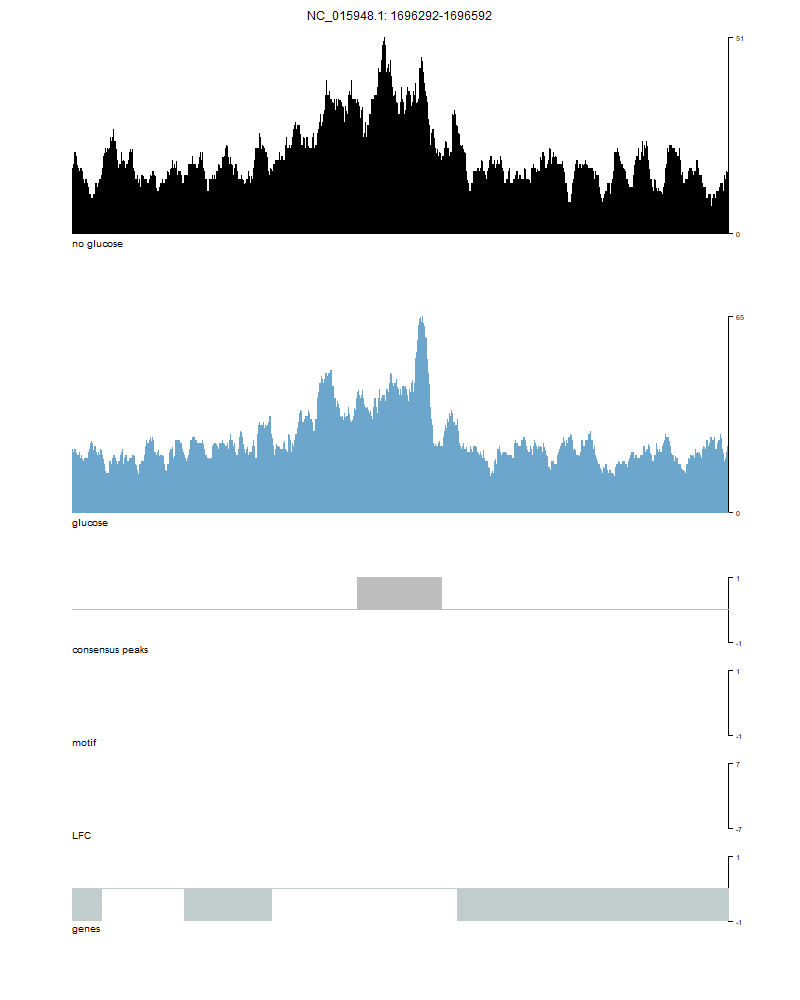 NC_015948.1: 1696292-1696592
51
0
no glucose
65
0
glucose
1
-1
consensus peaks
1
-1
motif
7
-7
LFC
1
-1
genes